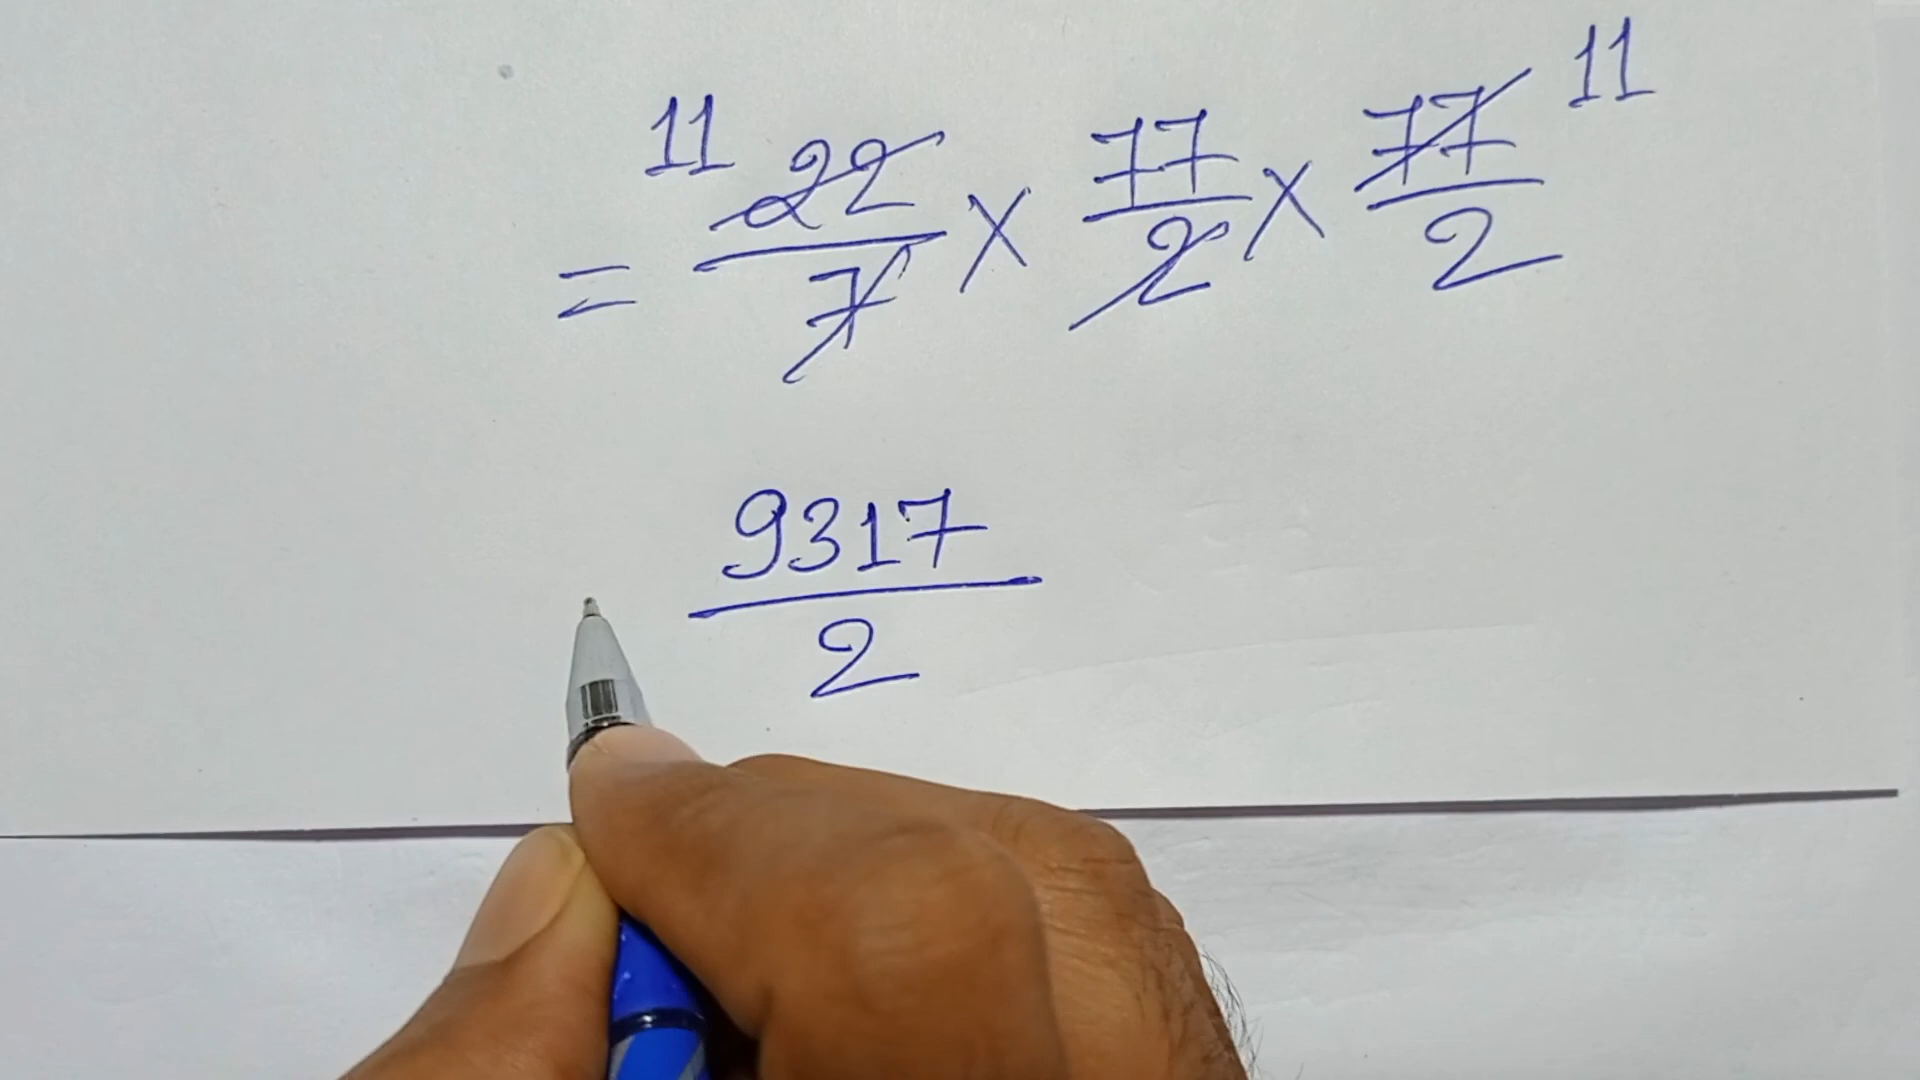 = 11 22/7 × 77/2 × 77/2 11
9317/2